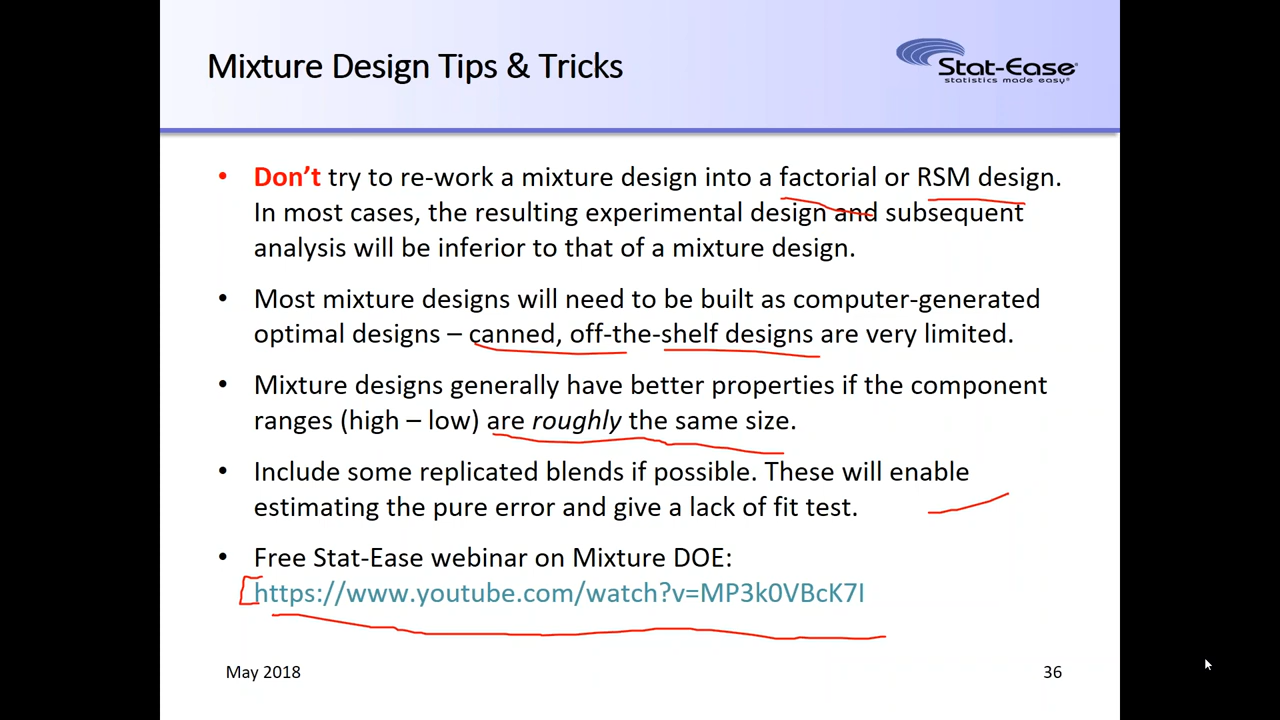 Mixture Design Tips & Tricks
Stat-Ease
statistics made easy®
• Don't try to re-work a mixture design into a factorial or RSM design.
In most cases, the resulting experimental design and subsequent
analysis will be inferior to that of a mixture design.
• Most mixture designs will need to be built as computer-generated
optimal designs – canned, off-the-shelf designs are very limited.
• Mixture designs generally have better properties if the component
ranges (high – low) are roughly the same size.
• Include some replicated blends if possible. These will enable
estimating the pure error and give a lack of fit test.
• Free Stat-Ease webinar on Mixture DOE:
https://www.youtube.com/watch?v=MP3k0VBcK7I
May 2018
36